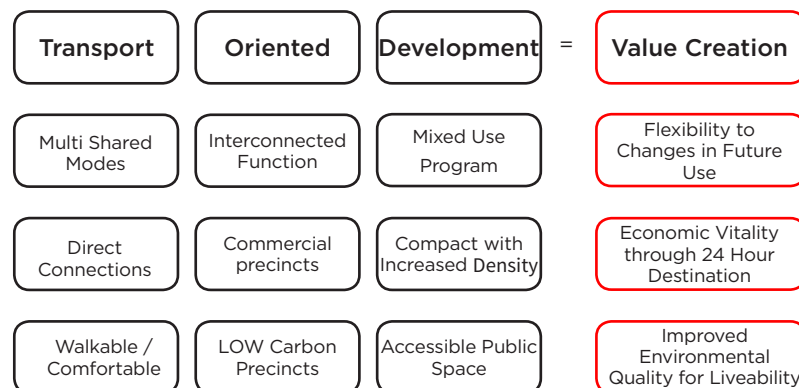 Transport
Oriented
Development
=
Value Creation
Multi Shared
Modes
Interconnected
Function
Mixed Use
Program
Flexibility to
Changes in Future
Use
Direct
Connections
Commercial
precincts
Compact with
Increased Density
Economic Vitality
through 24 Hour
Destination
Walkable /
Comfortable
LOW Carbon
Precincts
Accessible Public
Space
Improved
Environmental
Quality for Liveability